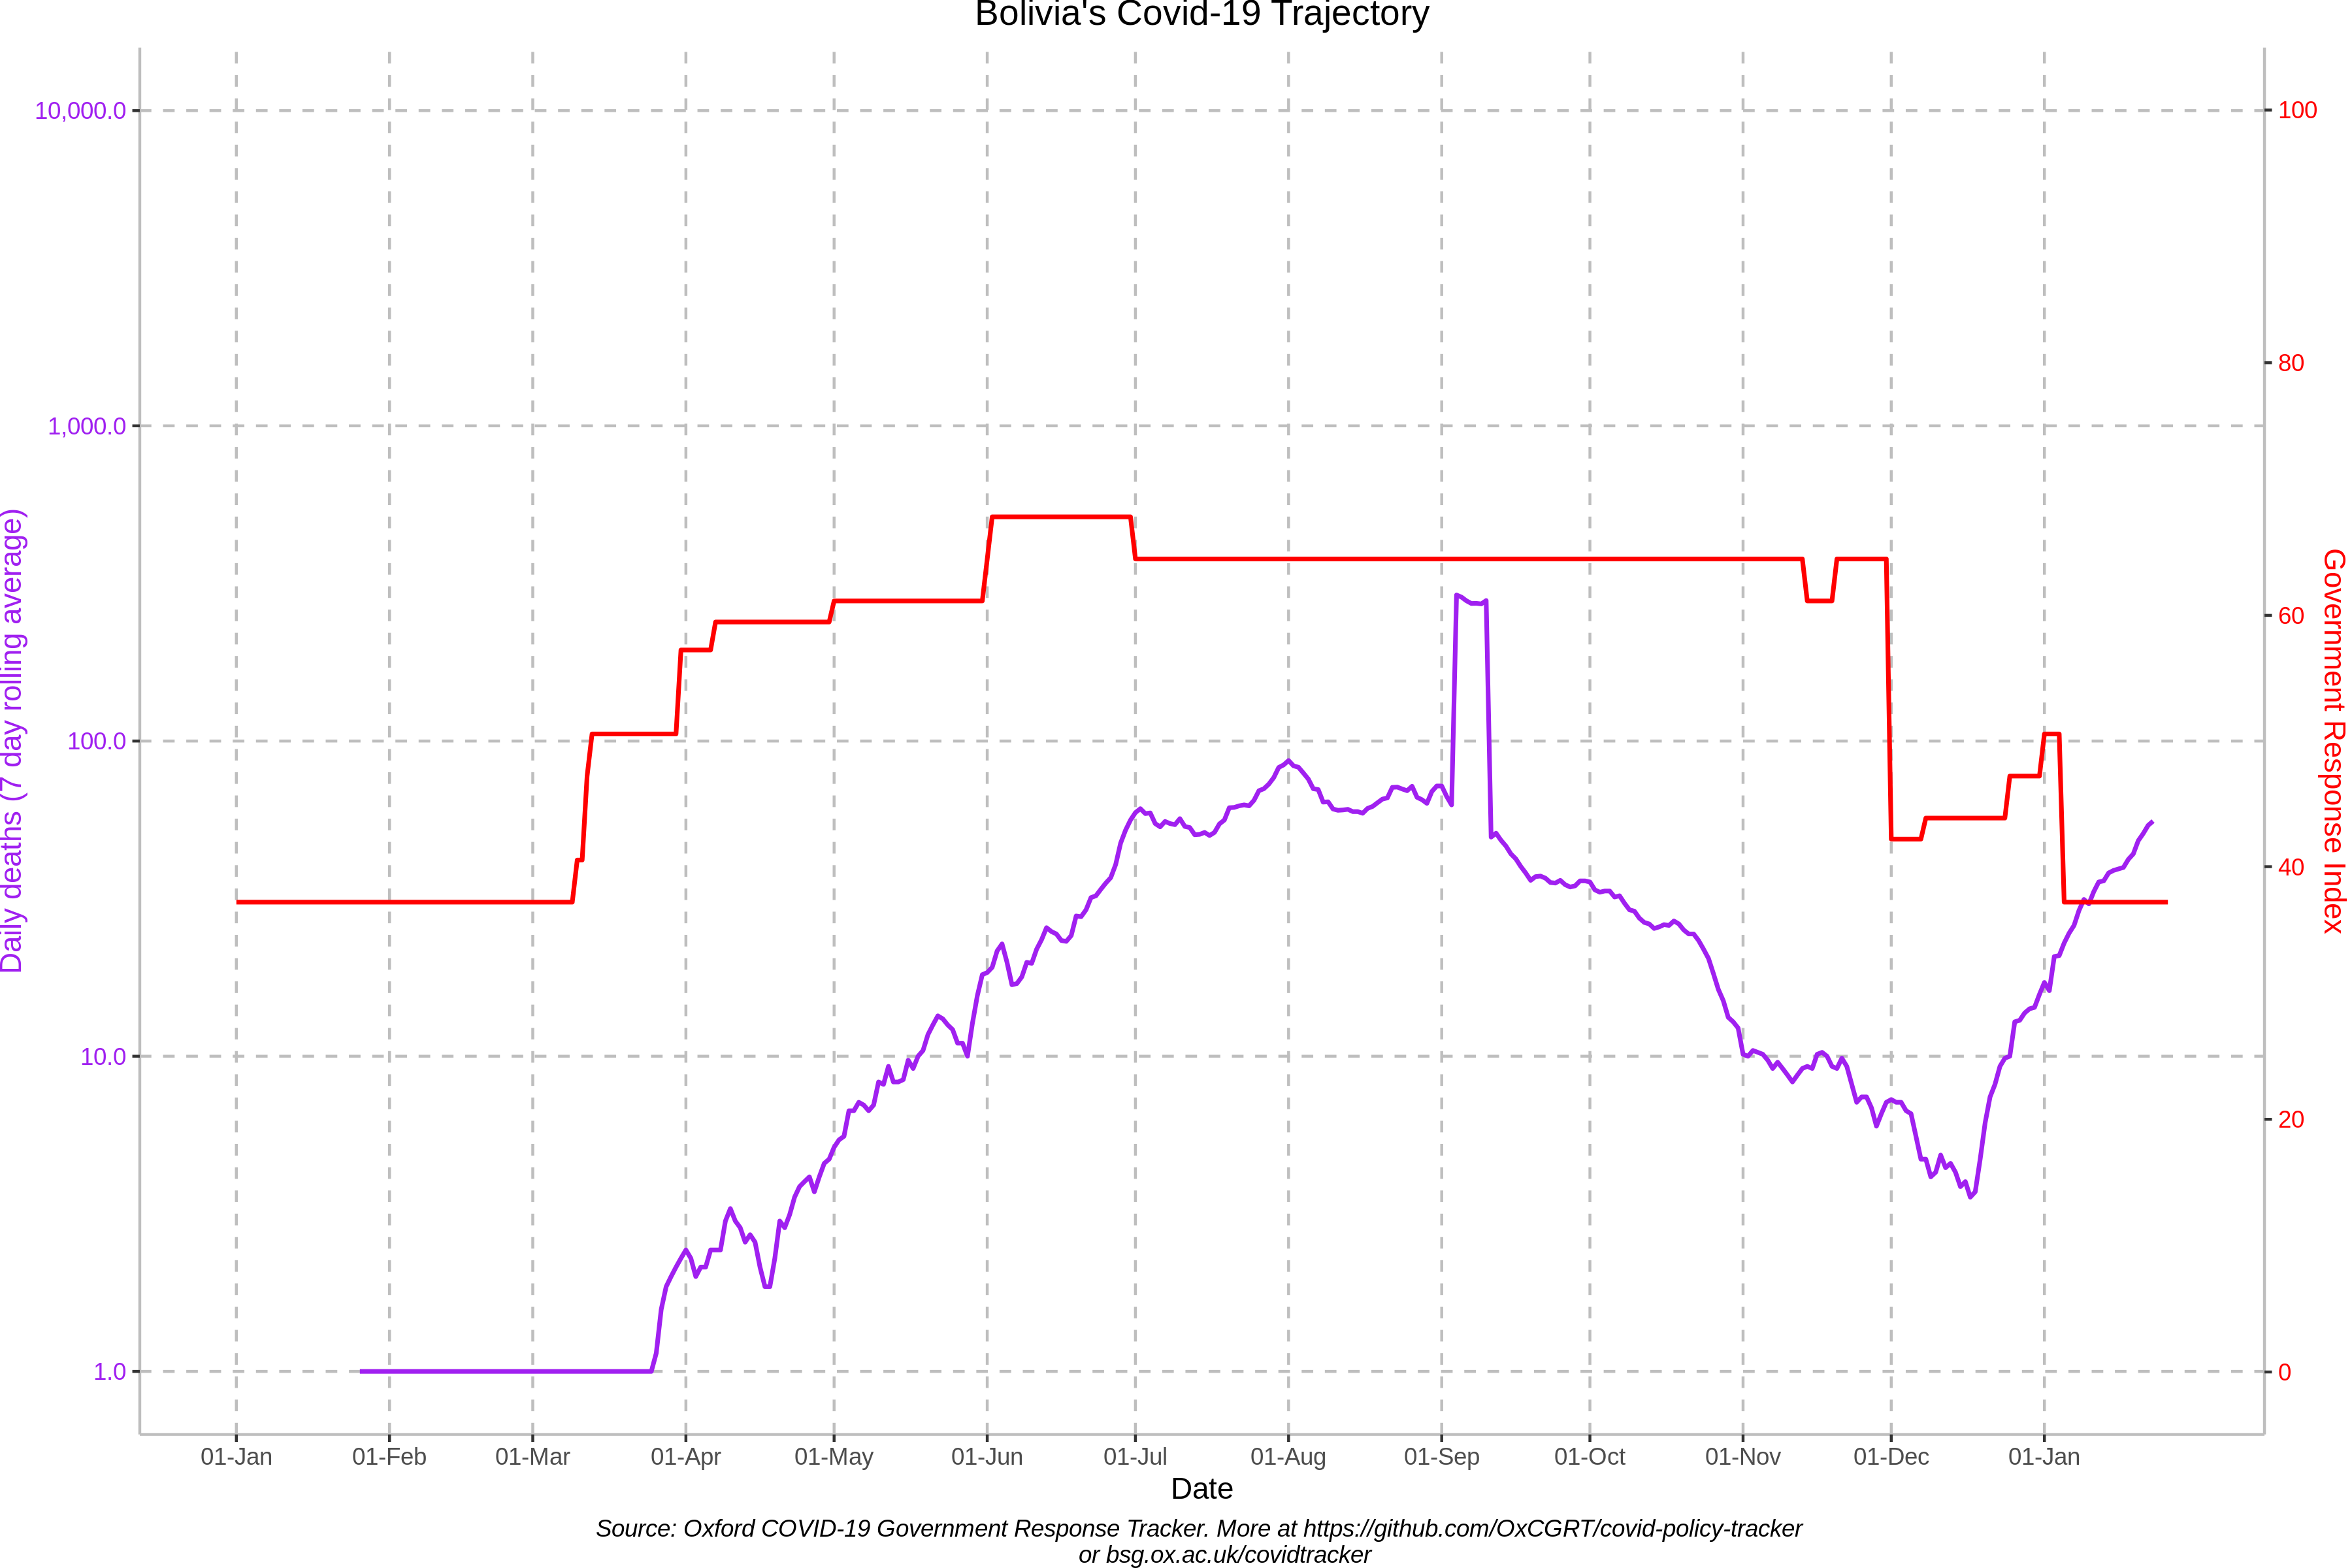 Bolivia's Covid-19 Trajectory
10,000.0
1,000.0
100.0
10.0
1.0
Daily deaths (7 day rolling average)
100
80
60
40
20
0
Government Response Index
01-Jan
01-Feb
01-Mar
01-Apr
01-May
01-Jun
01-Jul
01-Aug
01-Sep
01-Oct
01-Nov
01-Dec
01-Jan
Date
Source: Oxford COVID-19 Government Response Tracker. More at https://github.com/OxCGRT/covid-policy-tracker
or bsg.ox.ac.uk/covidtracker